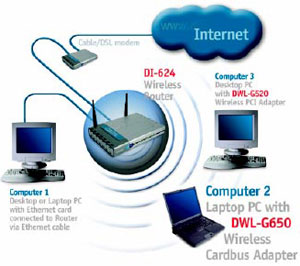 www.
Internet
Cable/DSL modem
DI-624
Wireless
Router
Computer 3
Desktop PC
with DWL-G520
Wireless PCI Adapter
Computer 1
Desktop or Laptop PC
with Ethernet card
connected to Router
via Ethernet cable
Computer 2
Laptop PC with
DWL-G650
Wireless
Cardbus Adapter